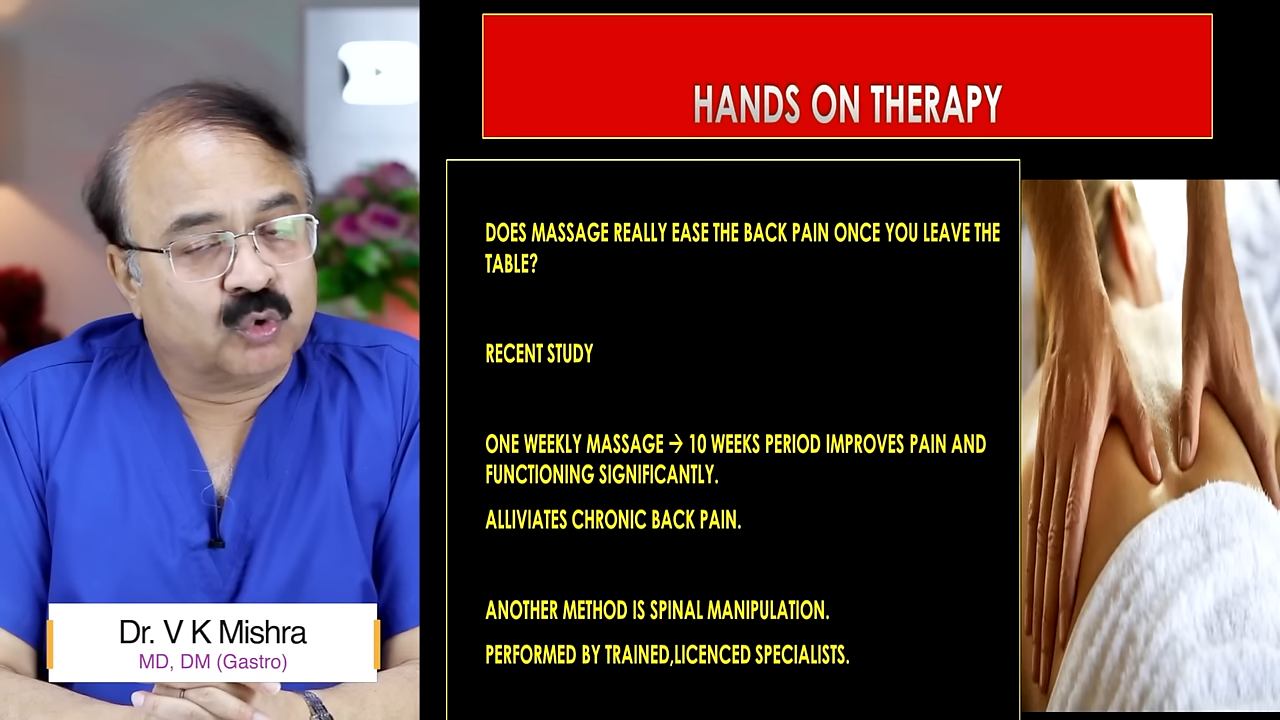 HANDS ON THERAPY
DOES MASSAGE REALLY EASE THE BACK PAIN ONCE YOU LEAVE THE
TABLE?
RECENT STUDY
ONE WEEKLY MASSAGE → 10 WEEKS PERIOD IMPROVES PAIN AND
FUNCTIONING SIGNIFICANTLY.
ALLIVIATES CHRONIC BACK PAIN.
ANOTHER METHOD IS SPINAL MANIPULATION.
PERFORMED BY TRAINED,LICENCED SPECIALISTS.
Dr. V K Mishra
MD, DM (Gastro)